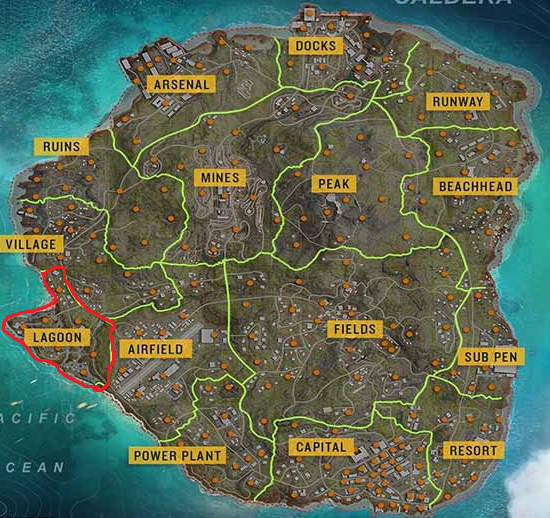 CALDERA
DOCKS
ARSENAL
RUNWAY
RUINS
MINES
PEAK
BEACHHEAD
VILLAGE
LAGOON
AIRFIELD
FIELDS
SUB PEN
ACIFIC
CEAN
POWER PLANT
CAPITAL
RESORT